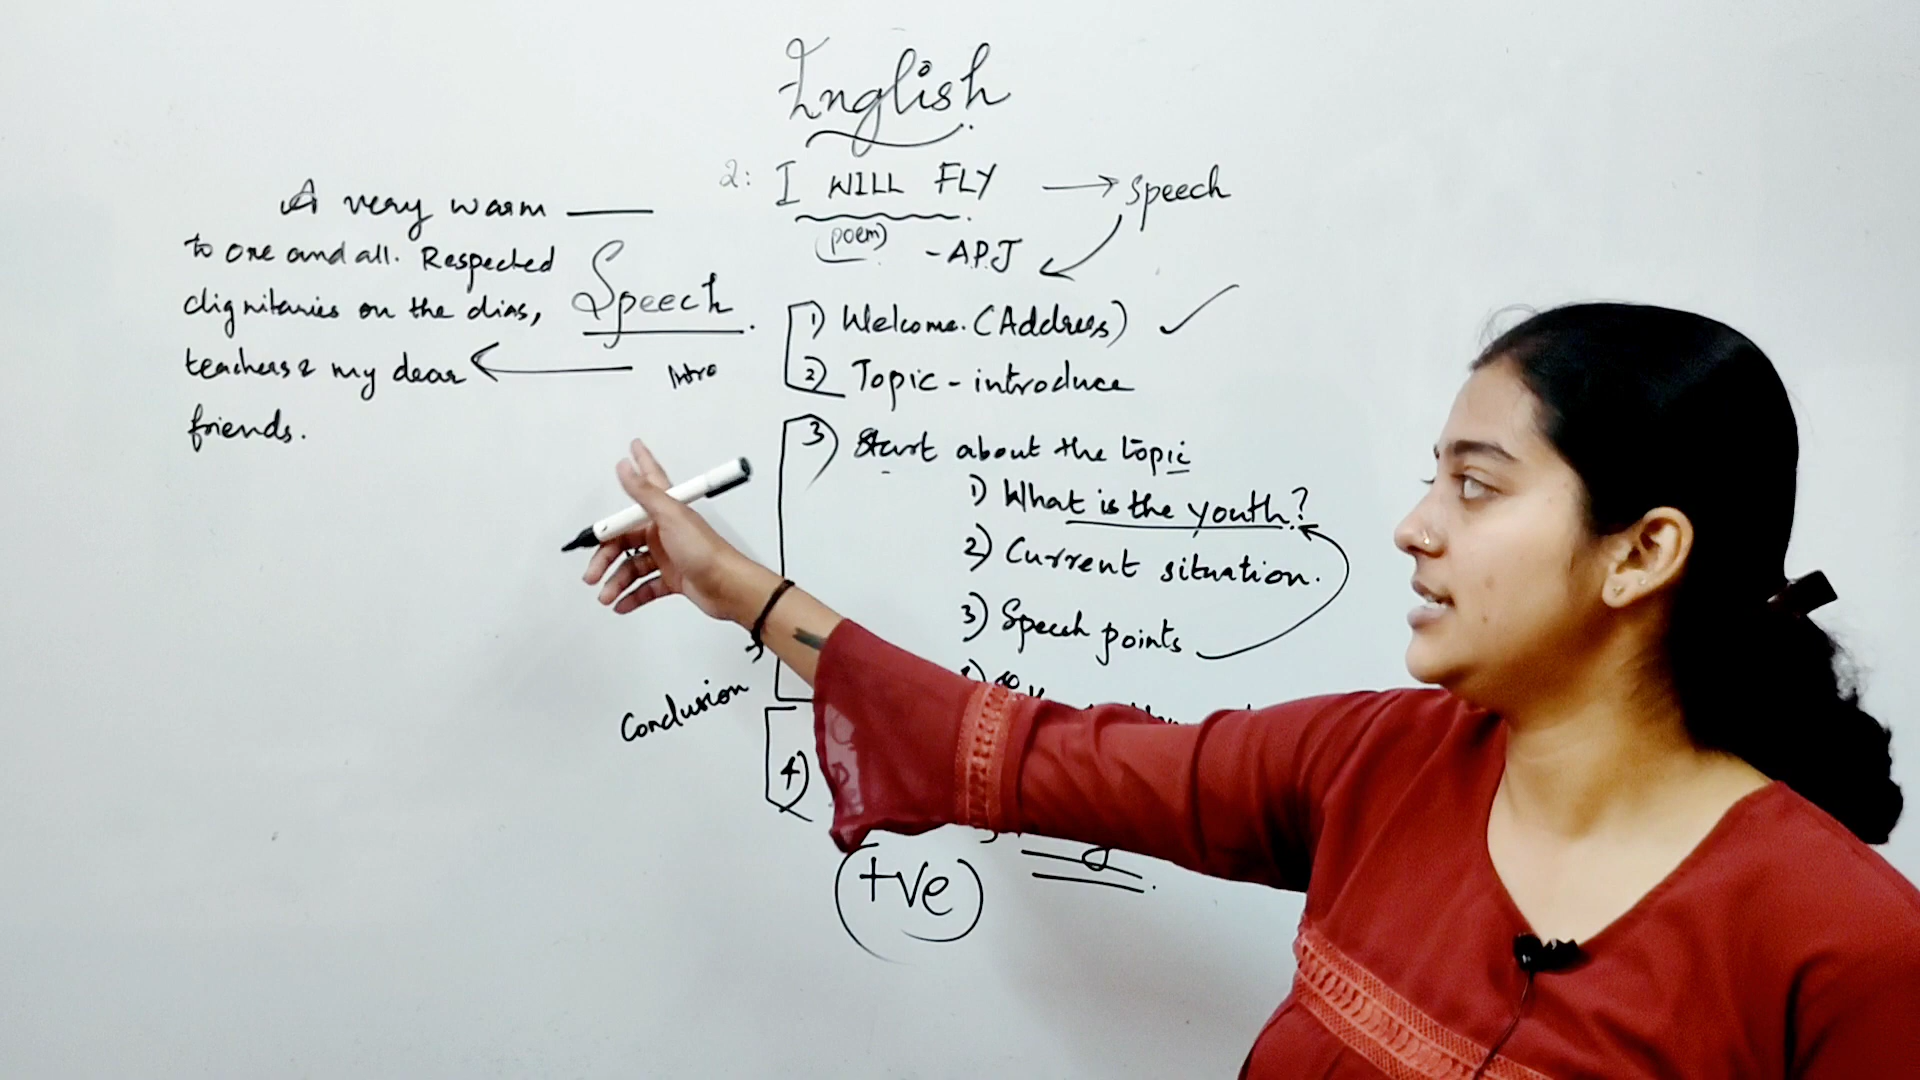 English
2: I WILL FLY → Speech
(poem) - A.P.J
A very warm ——
to one and all. Respected
dignitaries on the dias,
teachers & my dear
friends.
Speech
Intro
1) Welcome. (Address) ✓
2) Topic - introduce
3) Start about the topic
1) What is the youth?
2) Current situation.
3) Speech points
Conclusion
4)
(+ve)